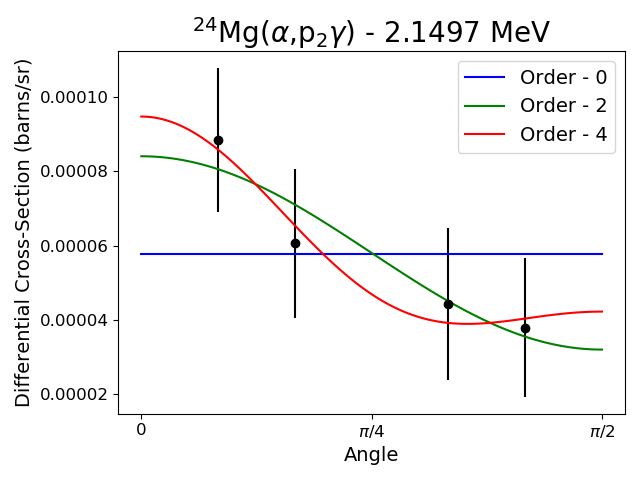 ²⁴Mg(α,p₂γ) - 2.1497 MeV
Differential Cross-Section (barns/sr)
0.00010
0.00008
0.00006
0.00004
0.00002
Order - 0
Order - 2
Order - 4
0
π/4
π/2
Angle